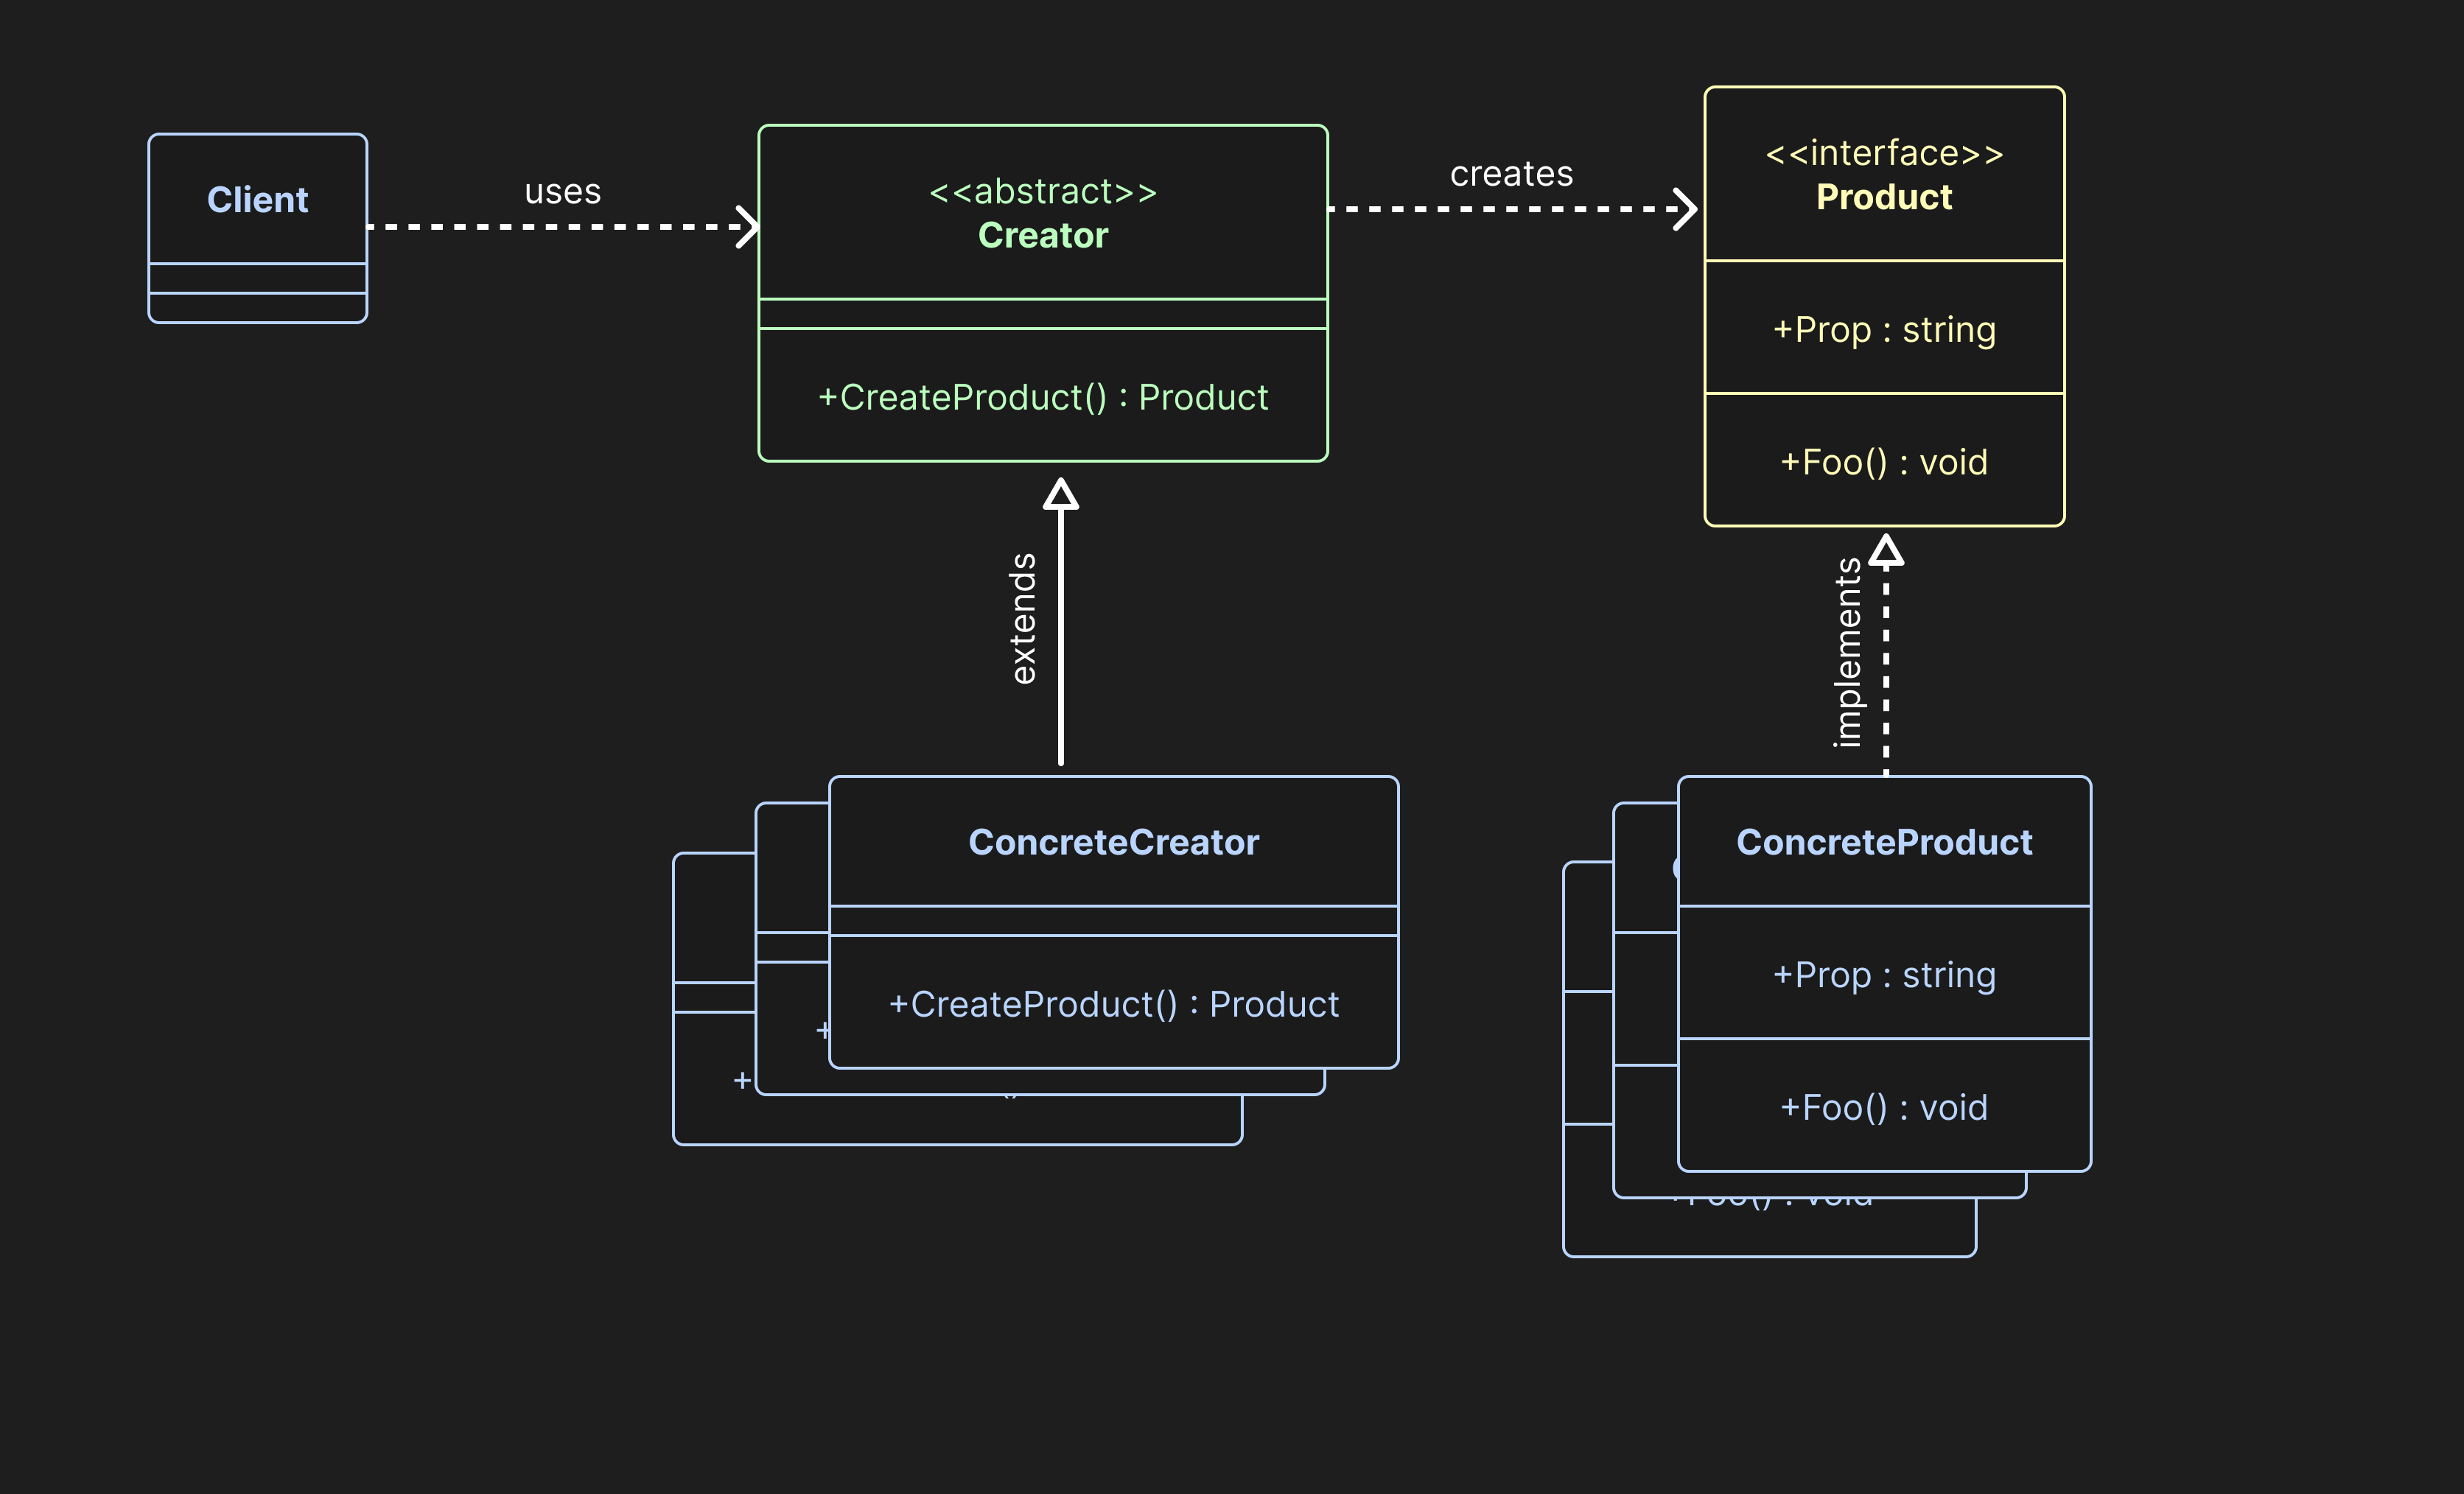 Client
uses
<<abstract>>
Creator
+CreateProduct() : Product
creates
<<interface>>
Product
+Prop : string
+Foo() : void
extends
implements
ConcreteCreator
+CreateProduct() : Product
+
+
ConcreteProduct
+Prop : string
+Foo() : void